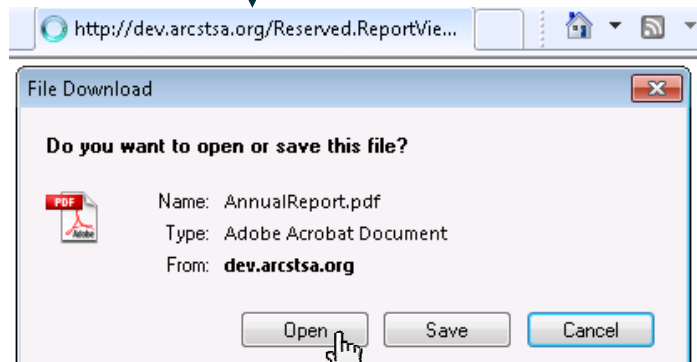 http://dev.arcstsa.org/Reserved.ReportVie...
File Download
Do you want to open or save this file?
PDF
Adobe
Name: AnnualReport.pdf
Type: Adobe Acrobat Document
From: dev.arcstsa.org
Open Save Cancel